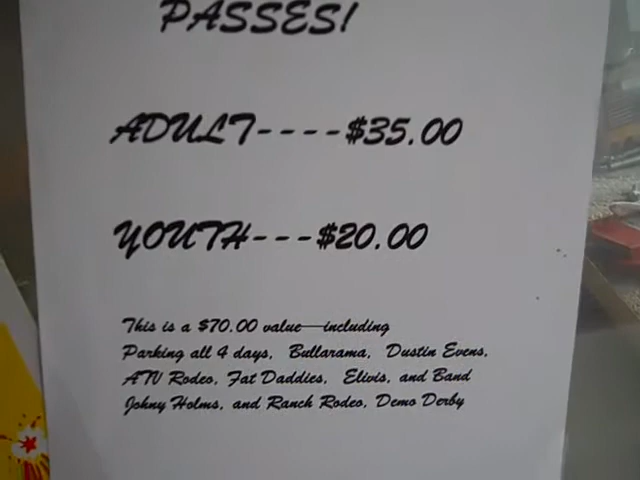 PASSES!
ADULT----$35.00
YOUTH---$20.00
This is a $70.00 value—including
Parking all 4 days, Bullarama, Dustin Evens,
ATV Rodeo, Fat Daddies, Elivis, and Band
Johny Holms, and Ranch Rodeo, Demo Derby